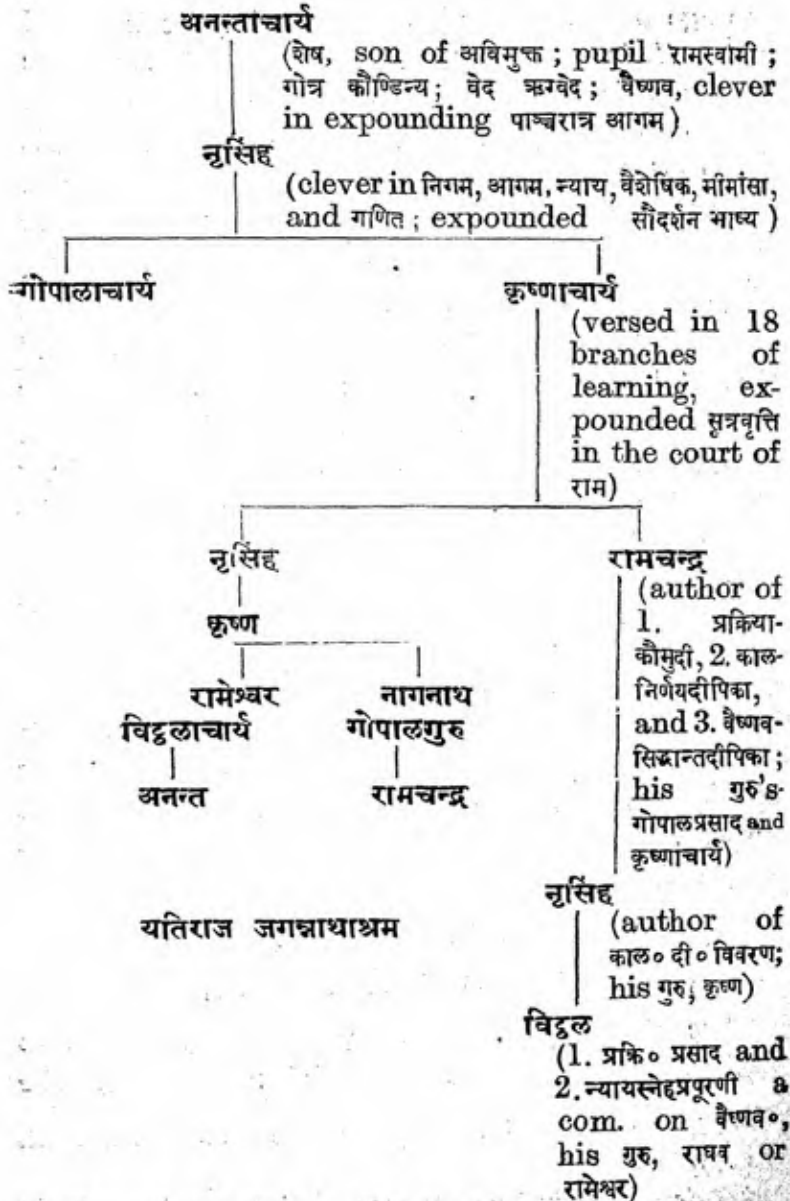 अनन्ताचार्य
(शेष, son of अविमुक्त ; pupil रामस्वामी ;
गोत्र कौण्डिन्य; वेद ऋग्वेद; वैष्णव, clever
in expounding पाञ्चरात्र आगम)
नृसिंह
(clever in निगम, आगम, न्याय, वैशेषिक, मीमांसा,
and गणित ; expounded सौदर्शन भाष्य )
गोपालाचार्य कृष्णाचार्य
(versed in 18
branches of
learning, ex-
pounded सूत्रवृत्ति
in the court of
राम)
नृसिंह रामचन्द्र
(author of
1. प्रक्रिया-
कौमुदी, 2. काल-
निर्णयदीपिका,
and 3. वैष्णव-
सिद्धान्तदीपिका;
his गुरु's-
गोपालप्रसाद and
कृष्णाचार्य)
कृष्ण
रामेश्वर नागनाथ
विट्ठलाचार्य गोपालगुरु
अनन्त रामचन्द्र
यतिराज जगन्नाथाश्रम
नृसिंह
(author of
काल० दी० विवरण;
his गुरु, कृष्ण)
विट्ठल
(1. प्रक्रि० प्रसाद and
2. न्यायस्नेहप्रपूरणी a
com. on वैष्णव०,
his गुरु, राघव or
रामेश्वर)